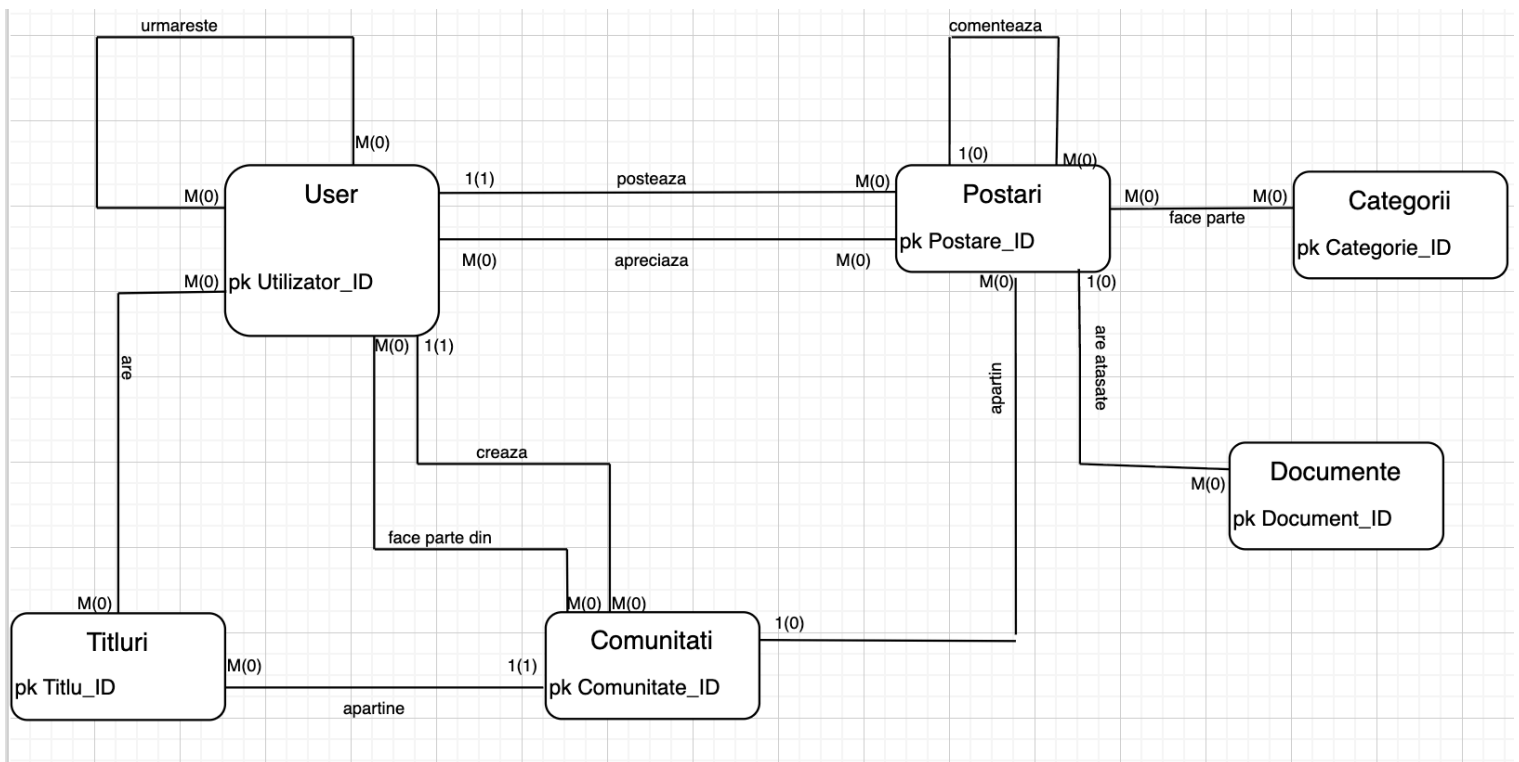 urmareste
comenteaza
M(0)
1(0)
M(0)
M(0)
User
1(1)
posteaza
M(0)
Postari
M(0)
M(0)
face parte
Categorii
pk Categorie_ID
pk Postare_ID
M(0)
apreciaza
M(0)
M(0)
pk Utilizator_ID
M(0)
1(0)
are
M(0)
1(1)
apartin
are atasate
creaza
Documente
M(0)
pk Document_ID
face parte din
M(0)
M(0)
M(0)
Titluri
Comunitati
1(0)
M(0)
1(1)
pk Titlu_ID
pk Comunitate_ID
apartine